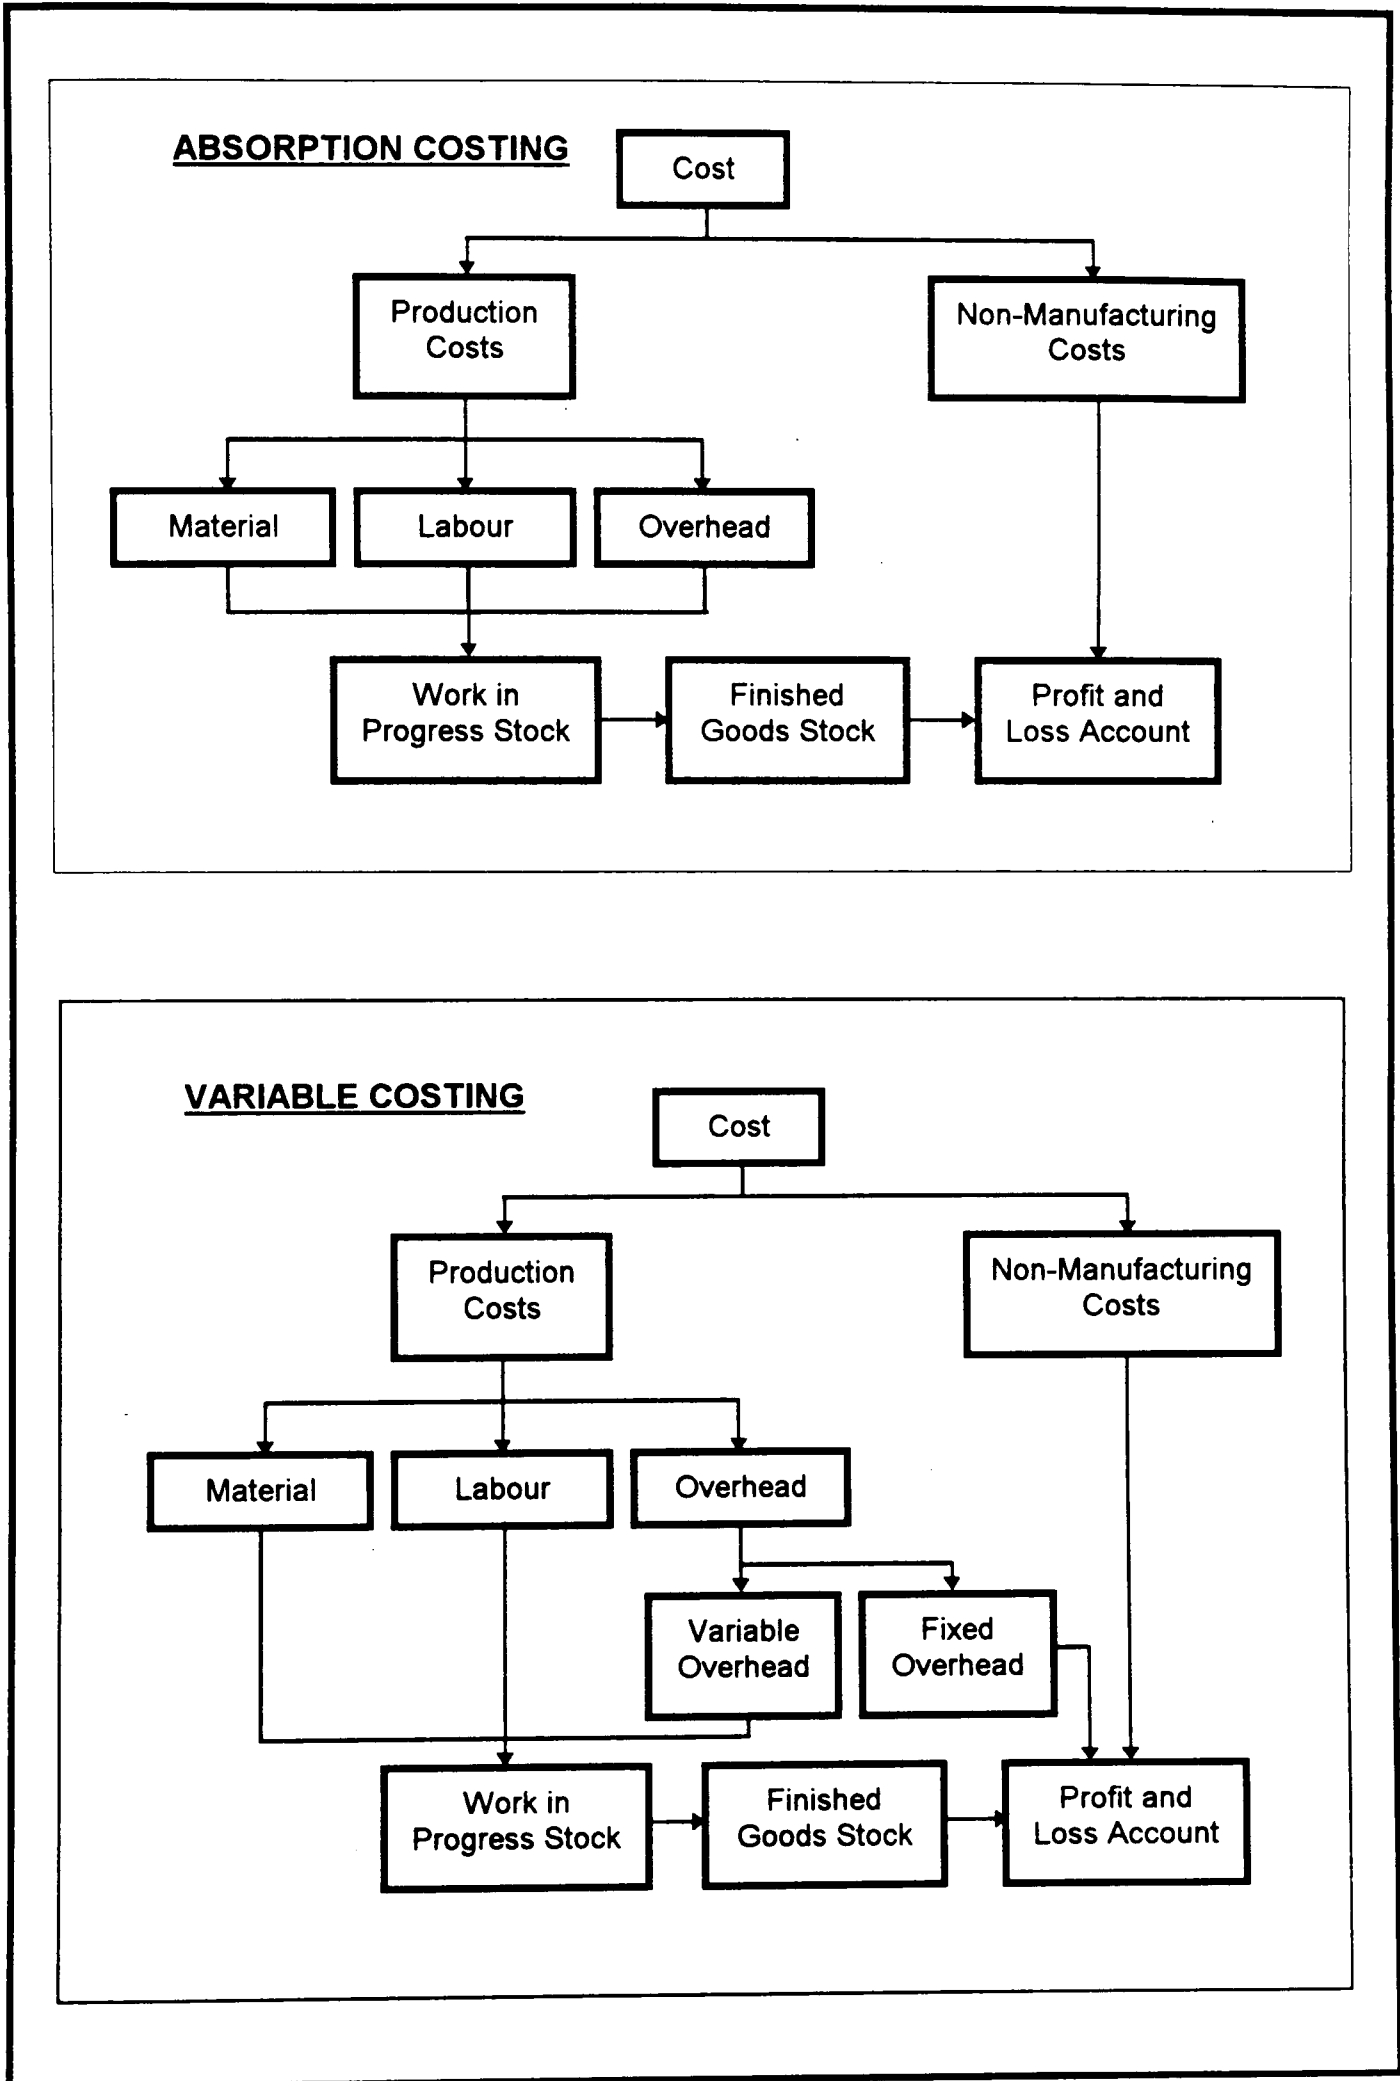 ABSORPTION COSTING
Cost
Production
Costs
Non-Manufacturing
Costs
Material
Labour
Overhead
Work in
Progress Stock
Finished
Goods Stock
Profit and
Loss Account
VARIABLE COSTING
Cost
Production
Costs
Non-Manufacturing
Costs
Material
Labour
Overhead
Variable
Overhead
Fixed
Overhead
Work in
Progress Stock
Finished
Goods Stock
Profit and
Loss Account